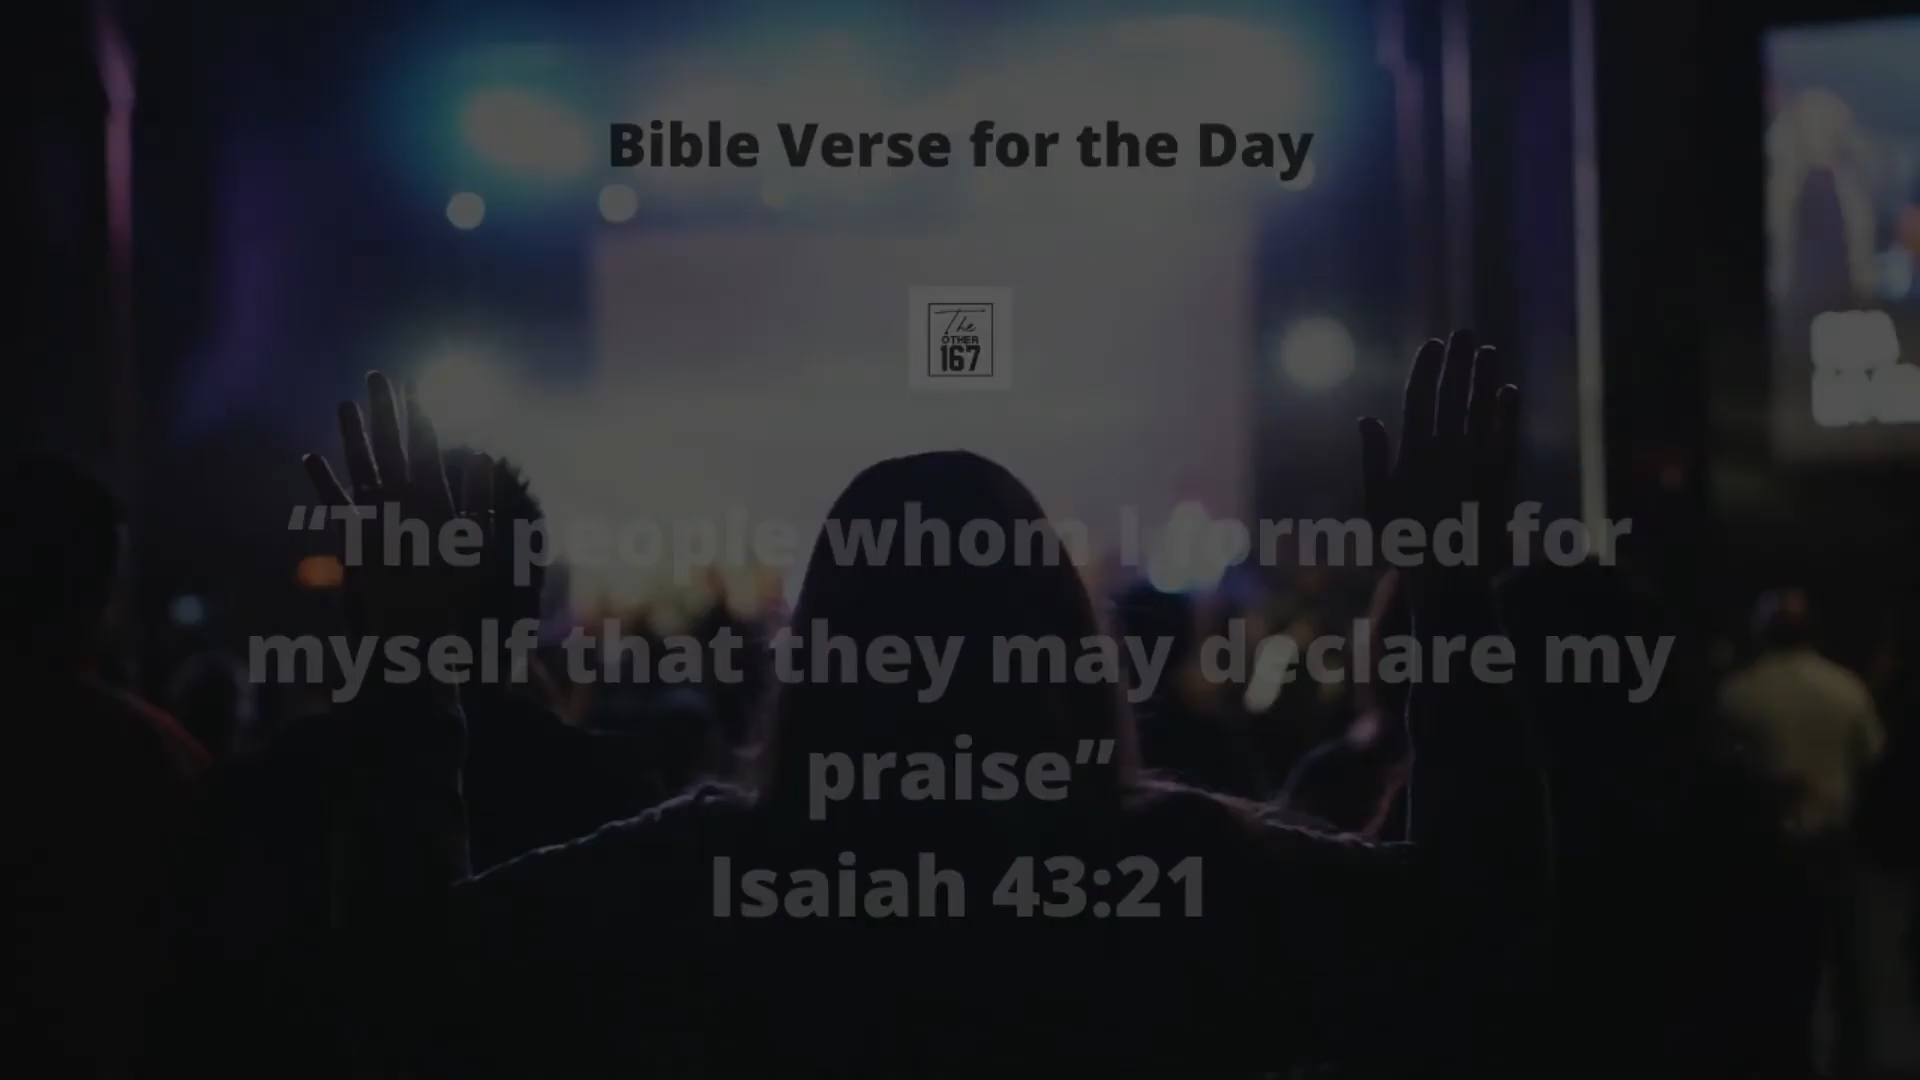 Bible Verse for the Day
The
OTHER
167
“The people whom I formed for
myself that they may declare my
praise”
Isaiah 43:21